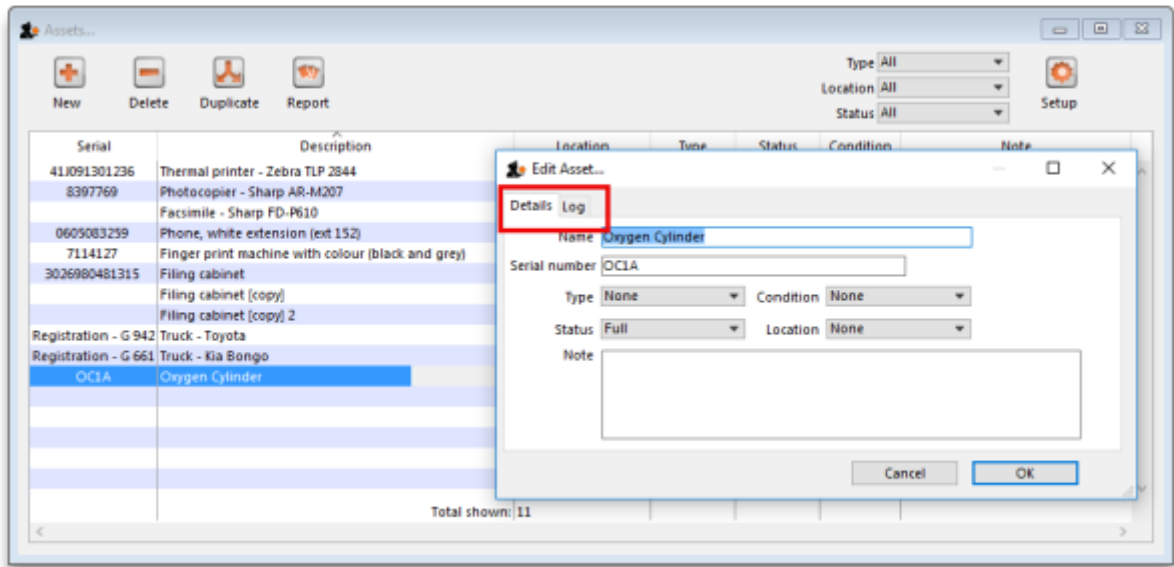 Assets...
New Delete Duplicate Report
Type All
Location All
Status All
Setup
Serial Description Location Type Status Condition Note
41J091301236 Thermal printer - Zebra TLP 2844
8397769 Photocopier - Sharp AR-M207
Facsimile - Sharp FD-P610
0605083259 Phone, white extension (ext 152)
7114127 Finger print machine with colour (black and grey)
3026980481315 Filing cabinet
Filing cabinet [copy]
Filing cabinet [copy] 2
Registration - G 942 Truck - Toyota
Registration - G 661 Truck - Kia Bongo
OC1A Oxygen Cylinder
Total shown: 11
Edit Asset...
Details Log
Name Oxygen Cylinder
Serial number OC1A
Type None Condition None
Status Full Location None
Note
Cancel OK